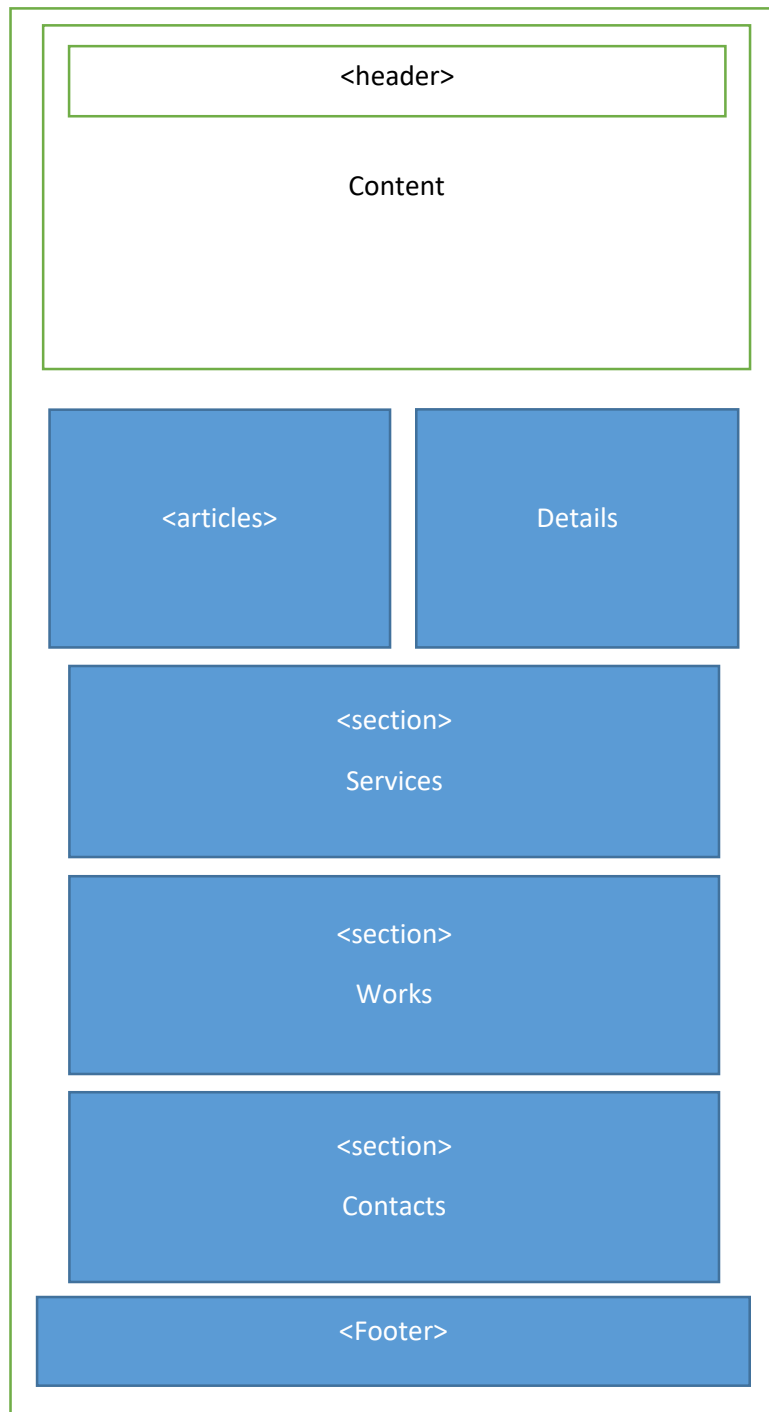 <header>
Content
<articles>
Details
<section>
Services
<section>
Works
<section>
Contacts
<Footer>